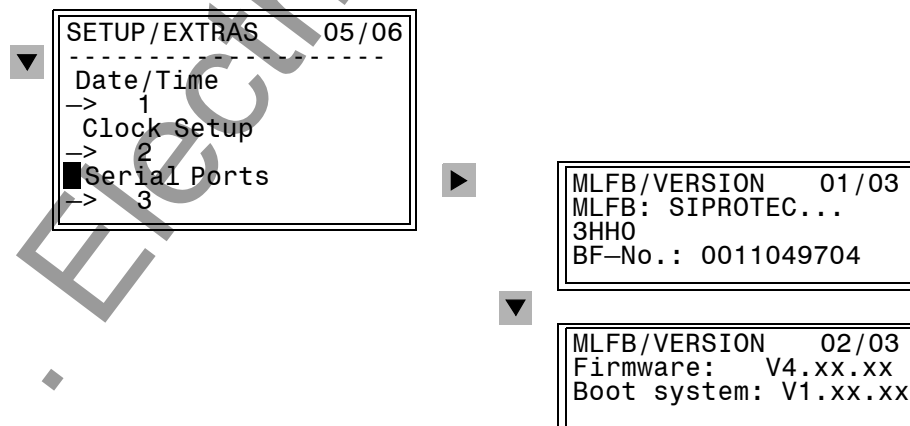 SETUP/EXTRAS 05/06
--------------------
Date/Time
—> 1
Clock Setup
—> 2
Serial Ports
—> 3
MLFB/VERSION 01/03
MLFB: SIPROTEC...
3HH0
BF—No.: 0011049704
MLFB/VERSION 02/03
Firmware: V4.xx.xx
Boot system: V1.xx.xx
. Electri